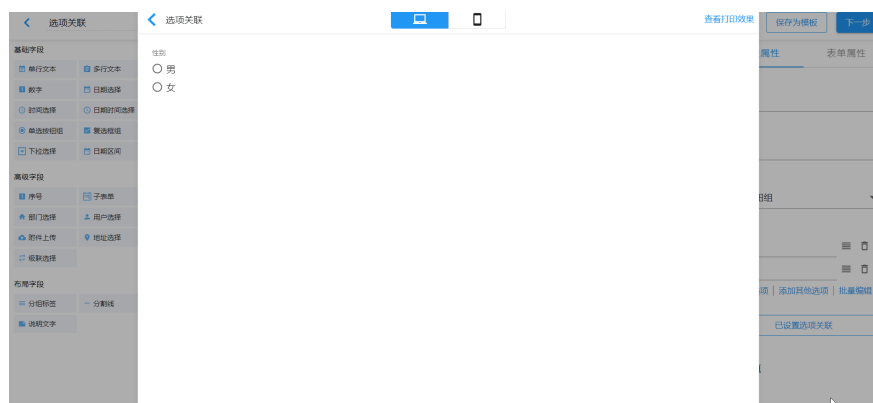 选项关联
选项关联
查看打印效果
保存为模板
下一步
基础字段
单行文本
多行文本
数字
日期选择
时间选择
日期时间选择
单选按钮组
复选框组
下拉选择
日期区间
高级字段
序号
子表单
部门选择
用户选择
附件上传
地址选择
级联选择
布局字段
分组标签
分割线
说明文字
性别
男
女
属性
表单属性
钮组
添加其他选项
批量编辑
已设置选项关联